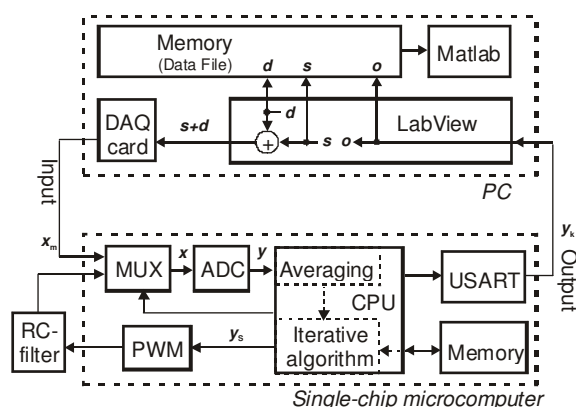 Memory
(Data File)
Matlab
d
s
o
d
DAQ
card
s+d
+
s
o
LabView
PC
Input
x_m
y_k
Output
MUX
x
ADC
y
Averaging
CPU
Iterative
algorithm
USART
Memory
RC-
filter
PWM
y_s
Single-chip microcomputer